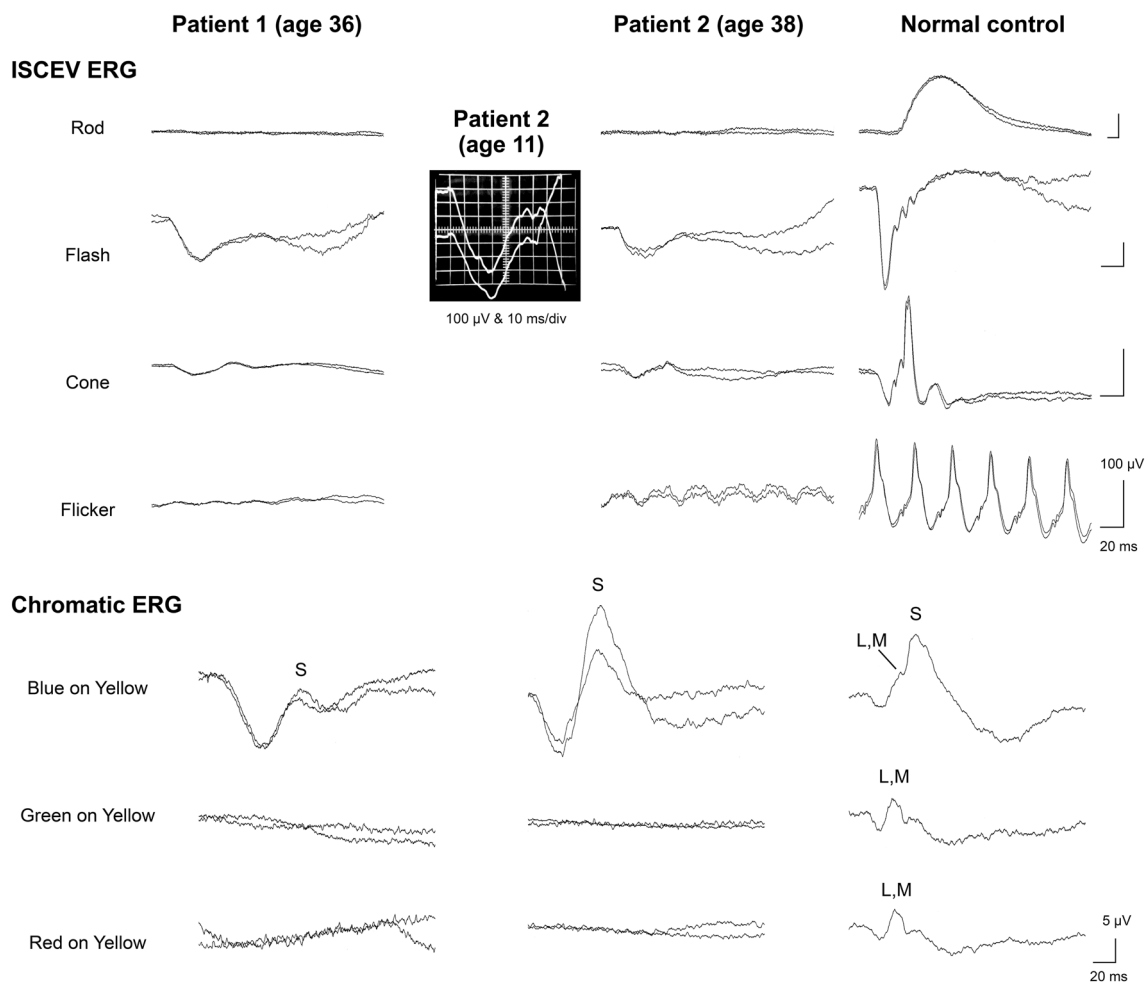 Patient 1 (age 36)
Patient 2 (age 38)
Normal control
ISCEV ERG
Rod
Patient 2
(age 11)
Flash
100 µV & 10 ms/div
Cone
Flicker
100 µV
20 ms
Chromatic ERG
S
S
S
L,M
Blue on Yellow
L,M
Green on Yellow
L,M
Red on Yellow
5 µV
20 ms